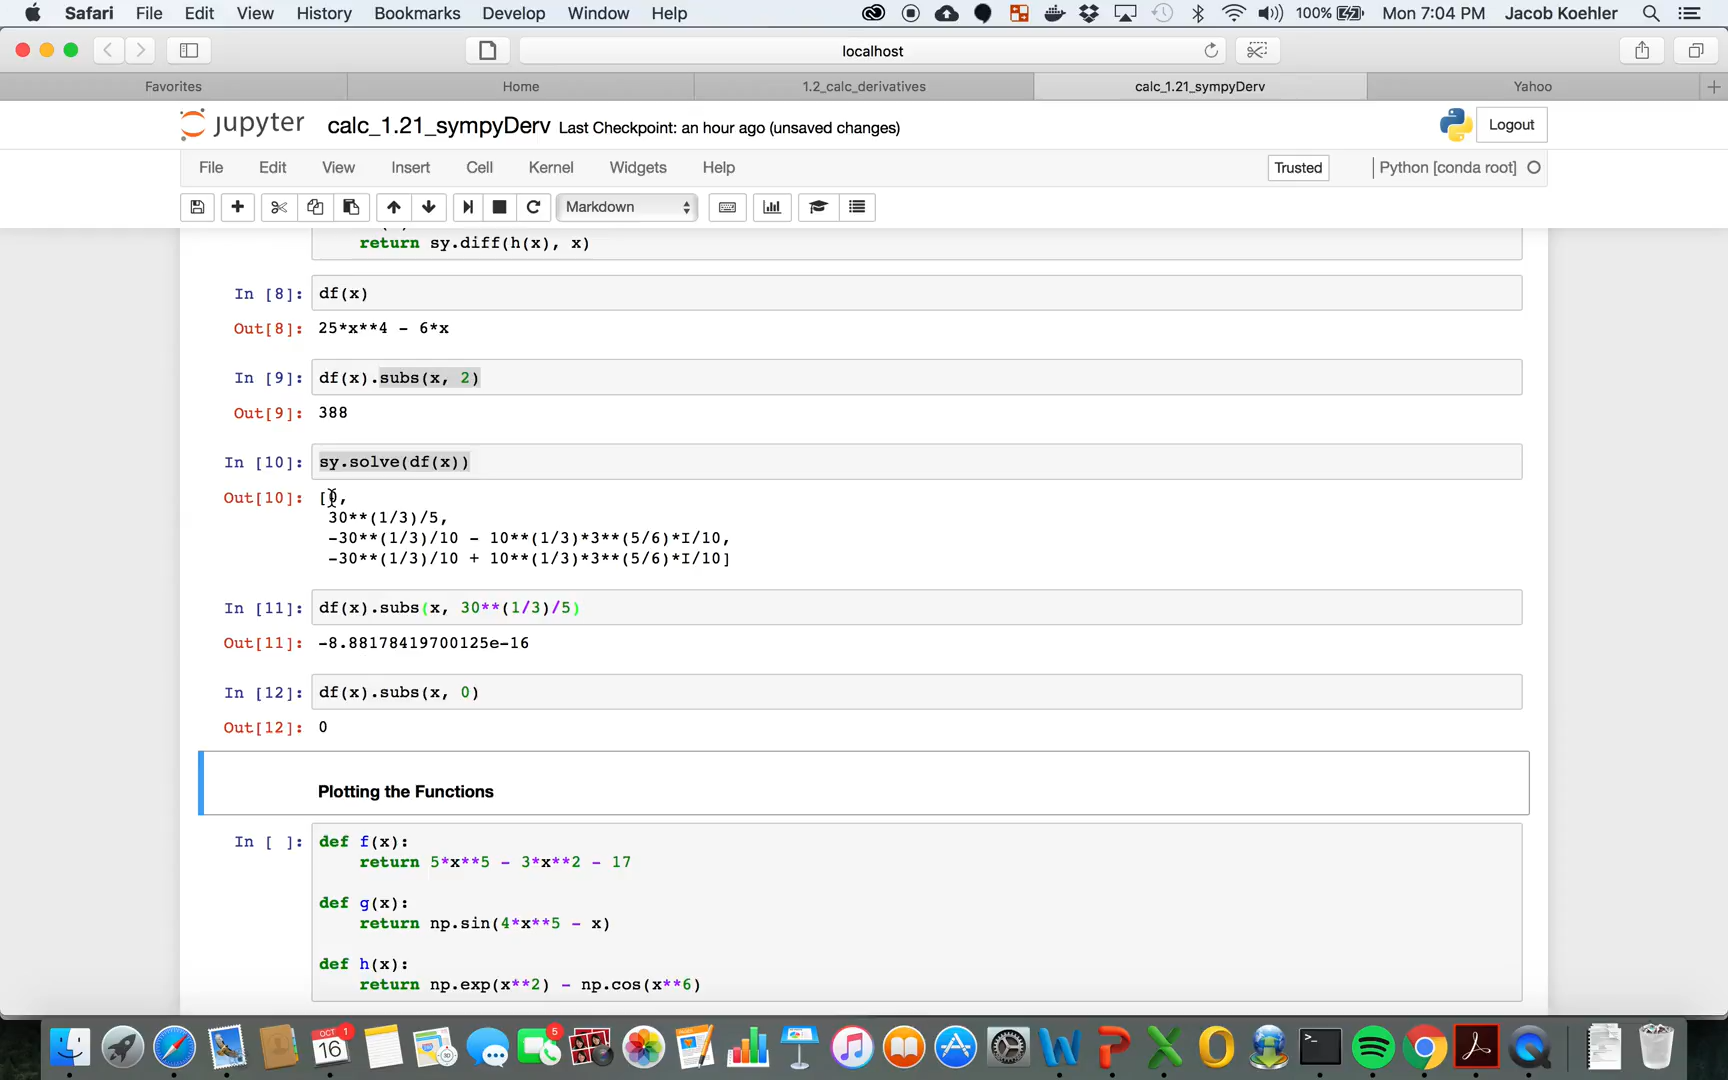 Safari File Edit View History Bookmarks Develop Window Help 100% Mon 7:04 PM Jacob Koehler
localhost
Favorites Home 1.2_calc_derivatives calc_1.21_sympyDerv Yahoo
jupyter calc_1.21_sympyDerv Last Checkpoint: an hour ago (unsaved changes) Logout
File Edit View Insert Cell Kernel Widgets Help Trusted Python [conda root]
Markdown
return sy.diff(h(x), x)
In [8]: df(x)
Out[8]: 25*x**4 - 6*x
In [9]: df(x).subs(x, 2)
Out[9]: 388
In [10]: sy.solve(df(x))
Out[10]: [0,
30**(1/3)/5,
-30**(1/3)/10 - 10**(1/3)*3**(5/6)*I/10,
-30**(1/3)/10 + 10**(1/3)*3**(5/6)*I/10]
In [11]: df(x).subs(x, 30**(1/3)/5)
Out[11]: -8.88178419700125e-16
In [12]: df(x).subs(x, 0)
Out[12]: 0
Plotting the Functions
In [ ]: def f(x):
return 5*x**5 - 3*x**2 - 17
def g(x):
return np.sin(4*x**5 - x)
def h(x):
return np.exp(x**2) - np.cos(x**6)
OCT 1
16
5